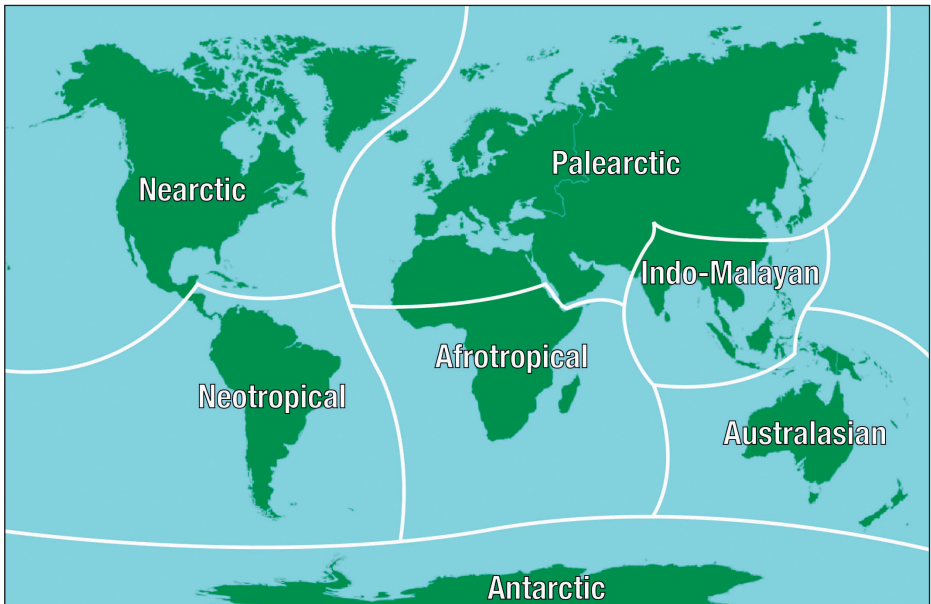 Palearctic
Nearctic
Indo-Malayan
Afrotropical
Neotropical
Australasian
Antarctic